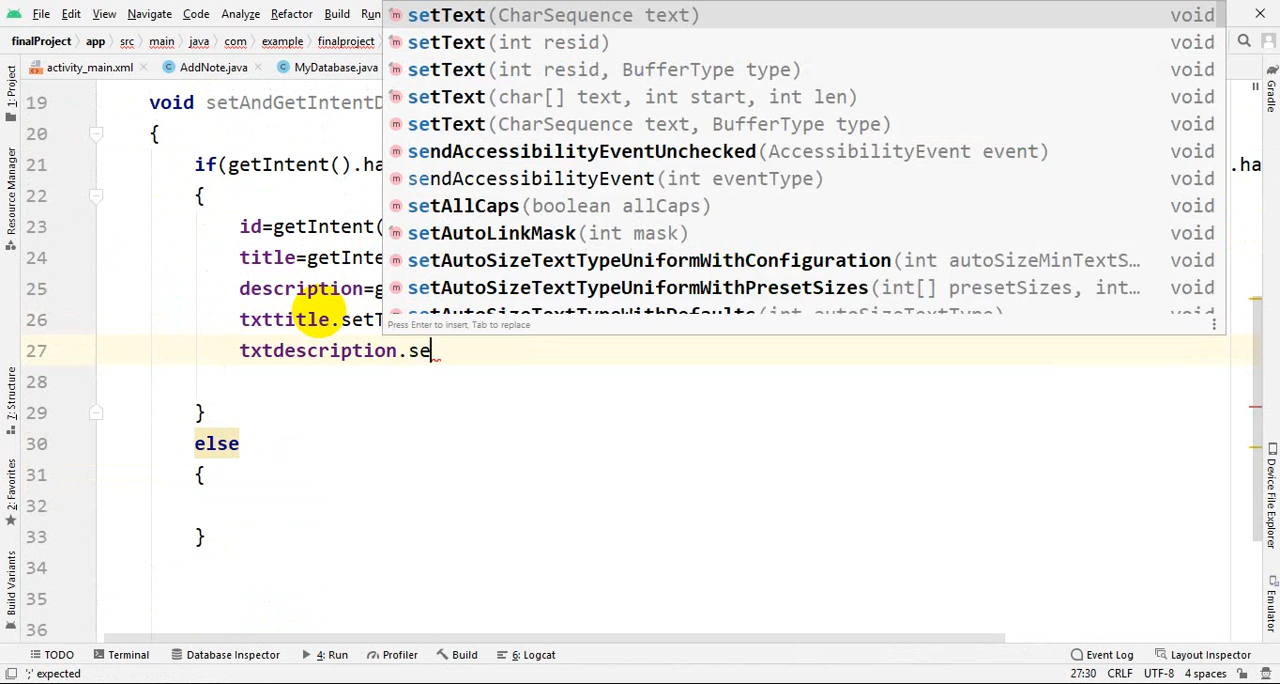 File Edit View Navigate Code Analyze Refactor Build Run
finalProject app src main java com example finalproject
activity_main.xml AddNote.java MyDatabase.java
setText(CharSequence text) void
setText(int resid) void
setText(int resid, BufferType type) void
setText(char[] text, int start, int len) void
setText(CharSequence text, BufferType type) void
sendAccessibilityEventUnchecked(AccessibilityEvent event) void
sendAccessibilityEvent(int eventType) void
setAllCaps(boolean allCaps) void
setAutoLinkMask(int mask) void
setAutoSizeTextTypeUniformWithConfiguration(int autoSizeMinTextS… void
setAutoSizeTextTypeUniformWithPresetSizes(int[] presetSizes, int… void
setAutoSizeTextTypeWithDefaults(int autoSizeTextType) void
Press Enter to insert, Tab to replace
19 void setAndGetIntentD
20 {
21 if(getIntent().ha .ha
22 {
23 id=getIntent(
24 title=getInte
25 description=g
26 txttitle.setT
27 txtdescription.se
28
29 }
30 else
31 {
32
33 }
34
35
36
1: Project
Resource Manager
7: Structure
2: Favorites
Build Variants
Gradle
Device File Explorer
Emulator
TODO Terminal Database Inspector 4: Run Profiler Build 6: Logcat Event Log Layout Inspector
';' expected 27:30 CRLF UTF-8 4 spaces